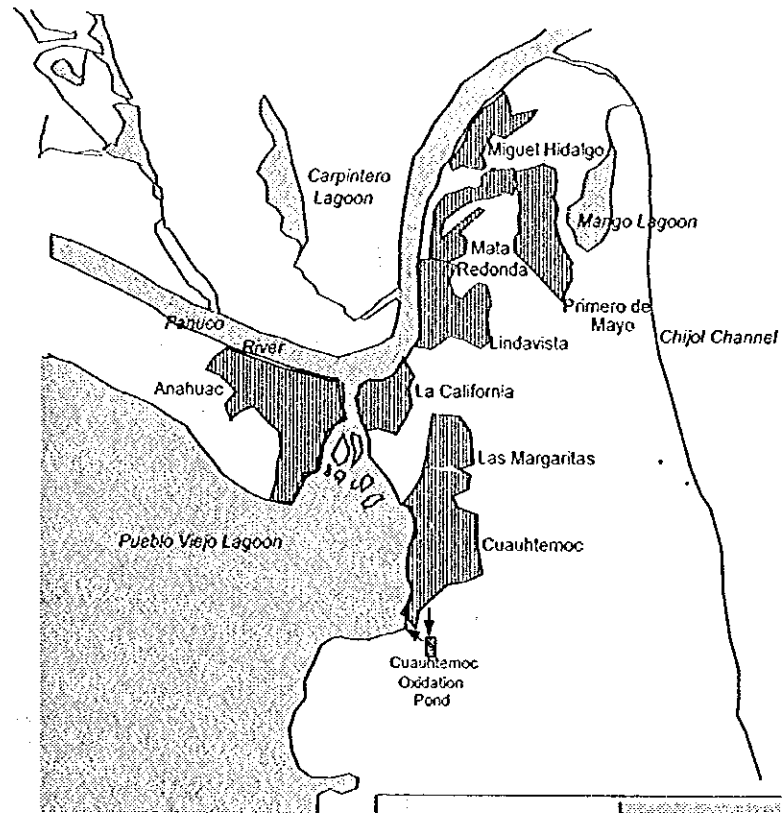 Miguel Hidalgo
Carpintero
Lagoon
Mango Lagoon
Mata
Redonda
Primero de
Mayo
Panuco
River
Lindavista
Chijol Channel
Anahuac
La California
Las Margaritas
Pueblo Viejo Lagoon
Cuauhtemoc
Cuauhtemoc
Oxidation
Pond